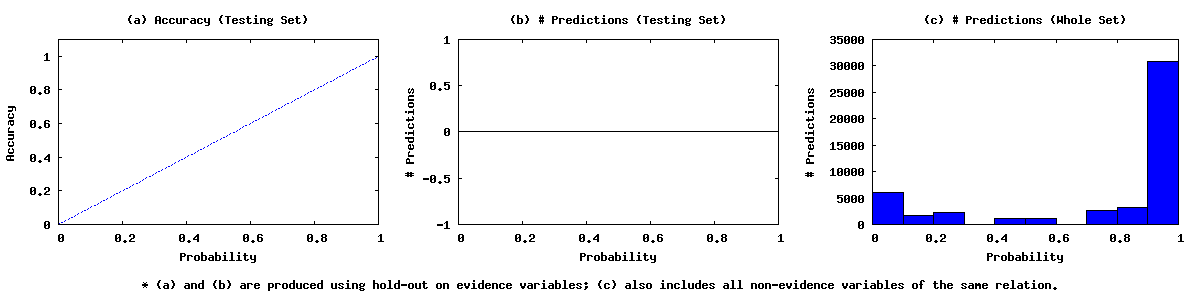 (a) Accuracy (Testing Set)
(b) # Predictions (Testing Set)
(c) # Predictions (Whole Set)
Accuracy
1
0.8
0.6
0.4
0.2
0
0 0.2 0.4 0.6 0.8 1
Probability
# Predictions
1
0.5
0
-0.5
-1
0 0.2 0.4 0.6 0.8 1
Probability
# Predictions
35000
30000
25000
20000
15000
10000
5000
0
0 0.2 0.4 0.6 0.8 1
Probability
* (a) and (b) are produced using hold-out on evidence variables; (c) also includes all non-evidence variables of the same relation.